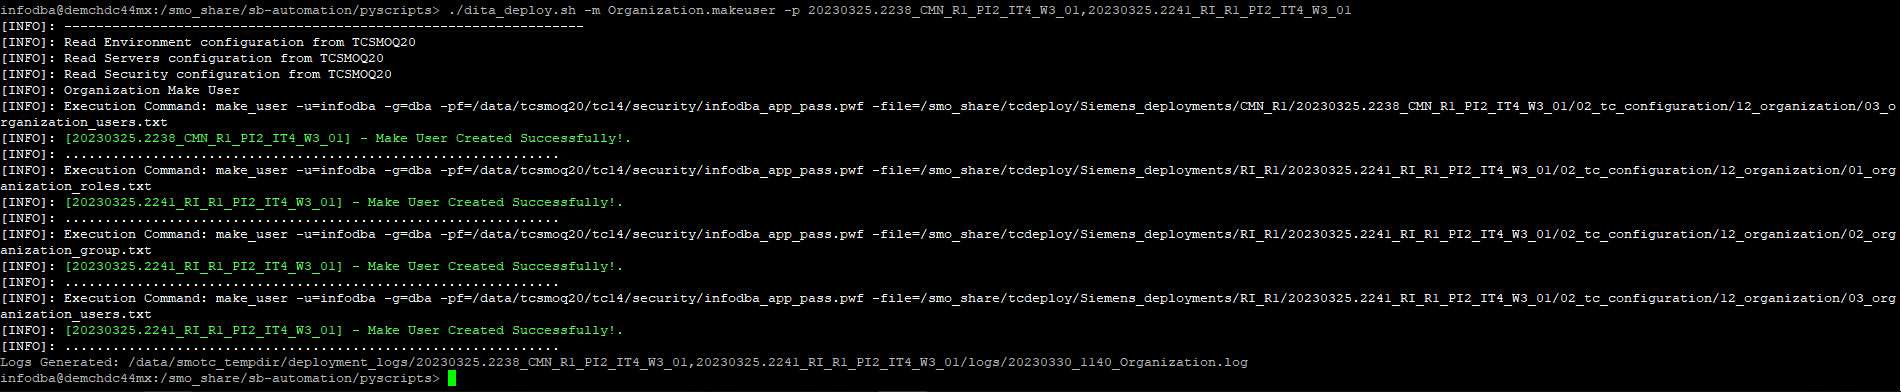 infodba@demchdc44mx:/smo_share/sb-automation/pyscripts> ./dita_deploy.sh -m Organization.makeuser -p 20230325.2238_CMN_R1_PI2_IT4_W3_01,20230325.2241_RI_R1_PI2_IT4_W3_01
[INFO]: -----------------------------------------------------------------
[INFO]: Read Environment configuration from TCSMOQ20
[INFO]: Read Servers configuration from TCSMOQ20
[INFO]: Read Security configuration from TCSMOQ20
[INFO]: Organization Make User
[INFO]: Execution Command: make_user -u=infodba -g=dba -pf=/data/tcsmoq20/tc14/security/infodba_app_pass.pwf -file=/smo_share/tcdeploy/Siemens_deployments/CMN_R1/20230325.2238_CMN_R1_PI2_IT4_W3_01/02_tc_configuration/12_organization/03_o
rganization_users.txt
[INFO]: [20230325.2238_CMN_R1_PI2_IT4_W3_01] - Make User Created Successfully!.
[INFO]: ..............................................................
[INFO]: Execution Command: make_user -u=infodba -g=dba -pf=/data/tcsmoq20/tc14/security/infodba_app_pass.pwf -file=/smo_share/tcdeploy/Siemens_deployments/RI_R1/20230325.2241_RI_R1_PI2_IT4_W3_01/02_tc_configuration/12_organization/01_org
anization_roles.txt
[INFO]: [20230325.2241_RI_R1_PI2_IT4_W3_01] - Make User Created Successfully!.
[INFO]: ..............................................................
[INFO]: Execution Command: make_user -u=infodba -g=dba -pf=/data/tcsmoq20/tc14/security/infodba_app_pass.pwf -file=/smo_share/tcdeploy/Siemens_deployments/RI_R1/20230325.2241_RI_R1_PI2_IT4_W3_01/02_tc_configuration/12_organization/02_org
anization_group.txt
[INFO]: [20230325.2241_RI_R1_PI2_IT4_W3_01] - Make User Created Successfully!.
[INFO]: ..............................................................
[INFO]: Execution Command: make_user -u=infodba -g=dba -pf=/data/tcsmoq20/tc14/security/infodba_app_pass.pwf -file=/smo_share/tcdeploy/Siemens_deployments/RI_R1/20230325.2241_RI_R1_PI2_IT4_W3_01/02_tc_configuration/12_organization/03_org
anization_users.txt
[INFO]: [20230325.2241_RI_R1_PI2_IT4_W3_01] - Make User Created Successfully!.
[INFO]: ..............................................................
Logs Generated: /data/smotc_tempdir/deployment_logs/20230325.2238_CMN_R1_PI2_IT4_W3_01,20230325.2241_RI_R1_PI2_IT4_W3_01/logs/20230330_1140_Organization.log
infodba@demchdc44mx:/smo_share/sb-automation/pyscripts>